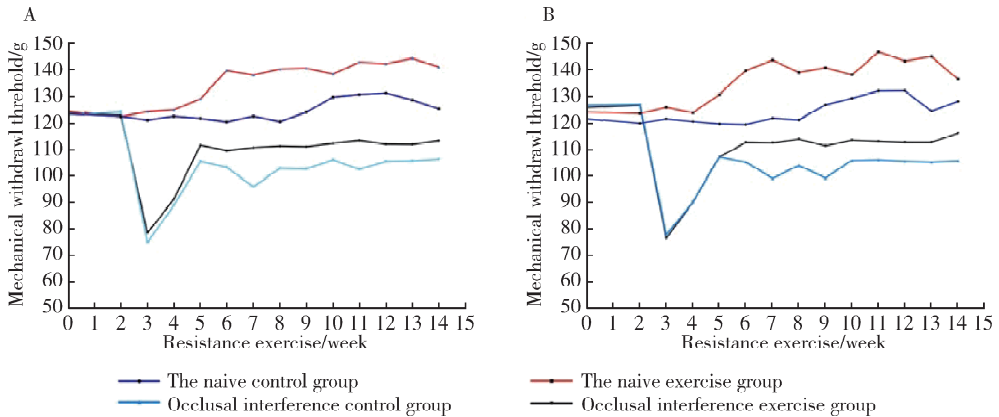 A
B
Mechanical withdrawl threhold/g
150
140
130
120
110
100
90
80
70
60
50
0 1 2 3 4 5 6 7 8 9 10 11 12 13 14 15
Resistance exercise/week
Mechanical withdrawl threhold/g
150
140
130
120
110
100
90
80
70
60
50
0 1 2 3 4 5 6 7 8 9 10 11 12 13 14 15
Resistance exercise/week
The naive control group
The naive exercise group
Occlusal interference control group
Occlusal interference exercise group